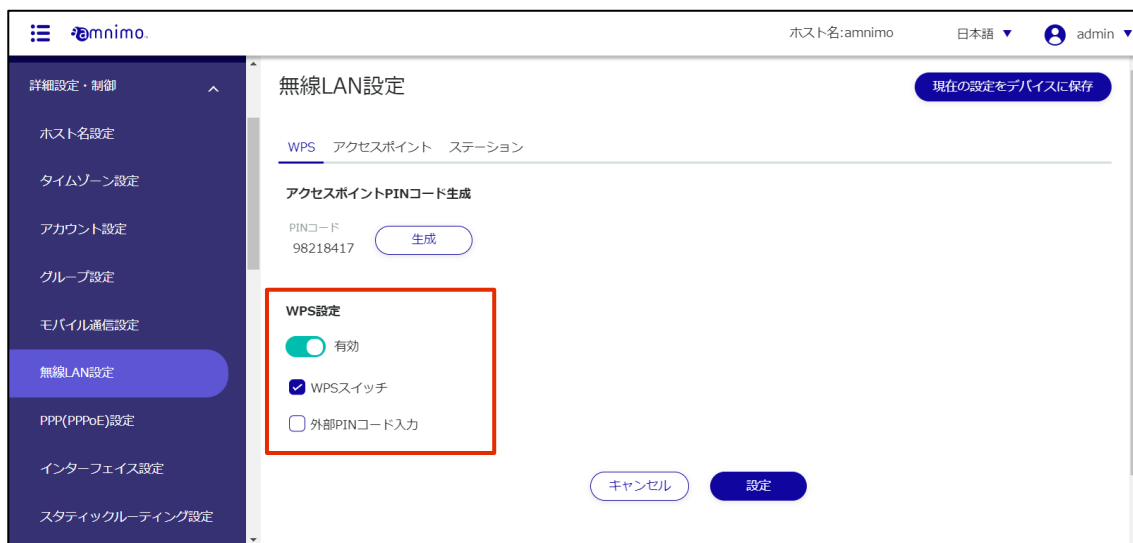 amnimo
ホスト名:amnimo
日本語 ▼
admin ▼
詳細設定・制御
ホスト名設定
タイムゾーン設定
アカウント設定
グループ設定
モバイル通信設定
無線LAN設定
PPP(PPPoE)設定
インターフェイス設定
スタティックルーティング設定
無線LAN設定
現在の設定をデバイスに保存
WPS アクセスポイント ステーション
アクセスポイントPINコード生成
PINコード
98218417
生成
WPS設定
有効
WPSスイッチ
外部PINコード入力
キャンセル
設定